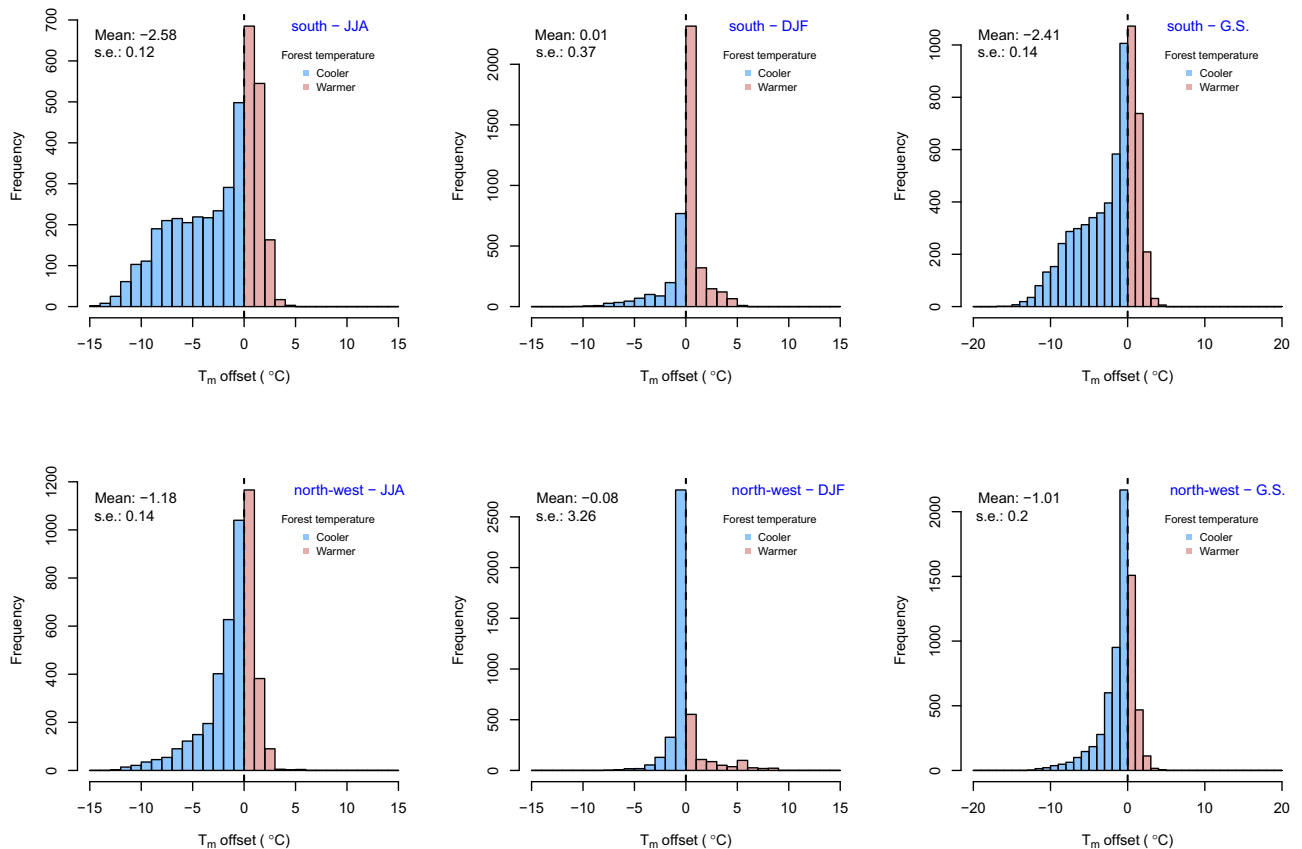 south − JJA
Mean: −2.58
s.e.: 0.12
Forest temperature
Cooler
Warmer
Frequency
0 100 200 300 400 500 600 700
−15 −10 −5 0 5 10 15
Tm offset ( °C)
south − DJF
Mean: 0.01
s.e.: 0.37
Forest temperature
Cooler
Warmer
Frequency
0 500 1000 1500 2000
−15 −10 −5 0 5 10 15
Tm offset ( °C)
south − G.S.
Mean: −2.41
s.e.: 0.14
Forest temperature
Cooler
Warmer
Frequency
0 200 400 600 800 1000
−20 −10 0 10 20
Tm offset ( °C)
north−west − JJA
Mean: −1.18
s.e.: 0.14
Forest temperature
Cooler
Warmer
Frequency
0 200 400 600 800 1000 1200
−15 −10 −5 0 5 10 15
Tm offset ( °C)
north−west − DJF
Mean: −0.08
s.e.: 3.26
Forest temperature
Cooler
Warmer
Frequency
0 500 1000 1500 2000 2500
−15 −10 −5 0 5 10 15
Tm offset ( °C)
north−west − G.S.
Mean: −1.01
s.e.: 0.2
Forest temperature
Cooler
Warmer
Frequency
0 500 1000 1500 2000
−20 −10 0 10 20
Tm offset ( °C)